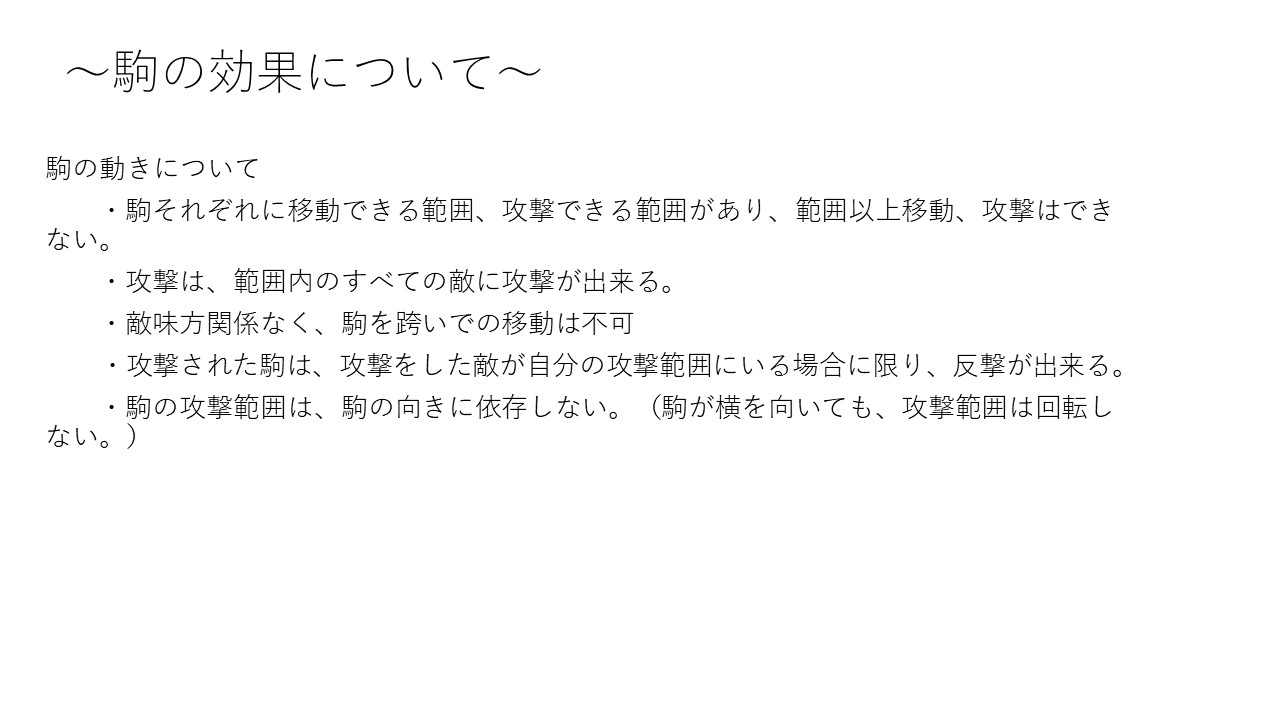 ～駒の効果について～
駒の動きについて
・駒それぞれに移動できる範囲、攻撃できる範囲があり、範囲以上移動、攻撃はでき
ない。
・攻撃は、範囲内のすべての敵に攻撃が出来る。
・敵味方関係なく、駒を跨いでの移動は不可
・攻撃された駒は、攻撃をした敵が自分の攻撃範囲にいる場合に限り、反撃が出来る。
・駒の攻撃範囲は、駒の向きに依存しない。（駒が横を向いても、攻撃範囲は回転し
ない。）